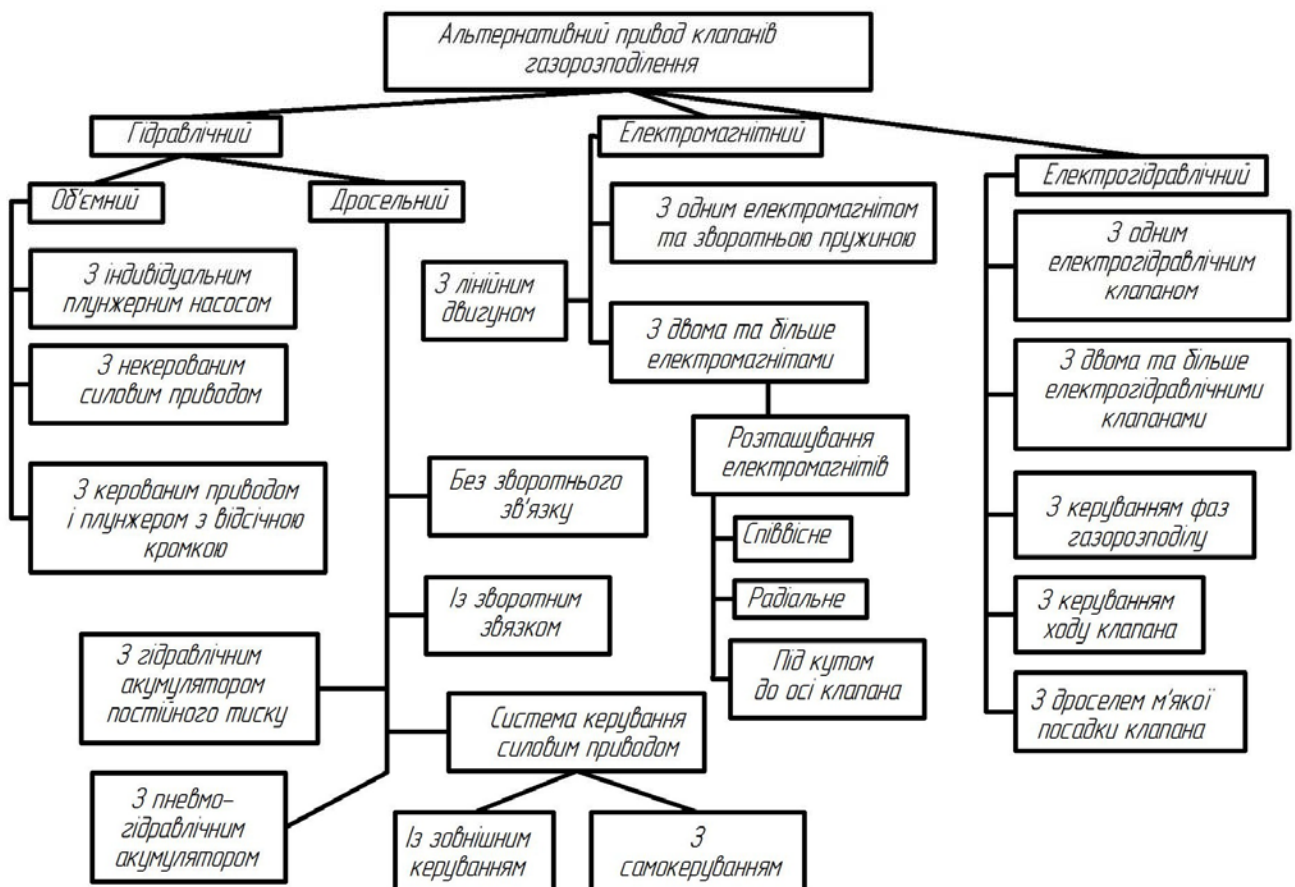 Альтернативний привод клапанів
газорозподілення
Гідравлічний
Електромагнітний
Електрогідравлічний
Об'ємний
Дросельний
З індивідуальним
плунжерним насосом
З некерованим
силовим приводом
З керованим приводом
і плунжером з відсічною
кромкою
Без зворотнього
зв'язку
Із зворотним
звязком
З гідравлічним
акумулятором
постійного тиску
Система керування
силовим приводом
З пневмо-
гідравлічним
акумулятором
Із зовнішним
керуванням
З
самокеруванням
З одним електромагнітом
та зворотньою пружиною
З лінійним
двигуном
З двома та більше
електромагнітами
Розташування
електромагнітів
Співвісне
Радіальне
Під кутом
до осі клапана
З одним
електрогідравлічним
клапаном
З двома та більше
електрогідравлічними
клапанами
З керуванням фаз
газорозподілу
З керуванням
ходу клапана
З дроселем м'якої
посадки клапана